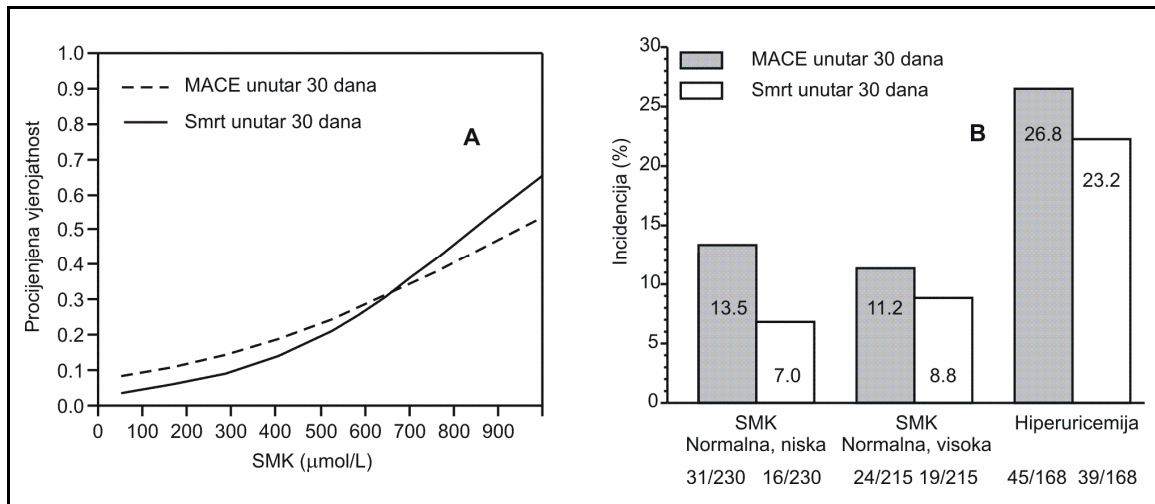 Procijenjena vjerojatnost
1.0
0.9
0.8
0.7
0.6
0.5
0.4
0.3
0.2
0.1
0.0
MACE unutar 30 dana
Smrt unutar 30 dana
A
0 100 200 300 400 500 600 700 800 900
SMK (μmol/L)
Incidencija (%)
30
25
20
15
10
5
0
MACE unutar 30 dana
Smrt unutar 30 dana
B
13.5
7.0
11.2
8.8
26.8
23.2
SMK
Normalna, niska
SMK
Normalna, visoka
Hiperuricemija
31/230 16/230 24/215 19/215 45/168 39/168